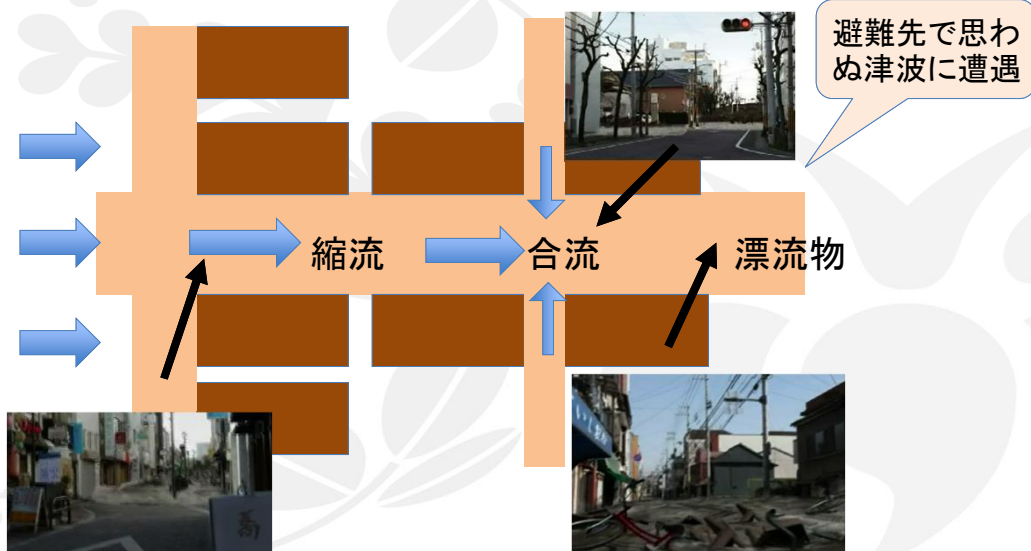 避難先で思わ
ぬ津波に遭遇
縮流
合流
漂流物